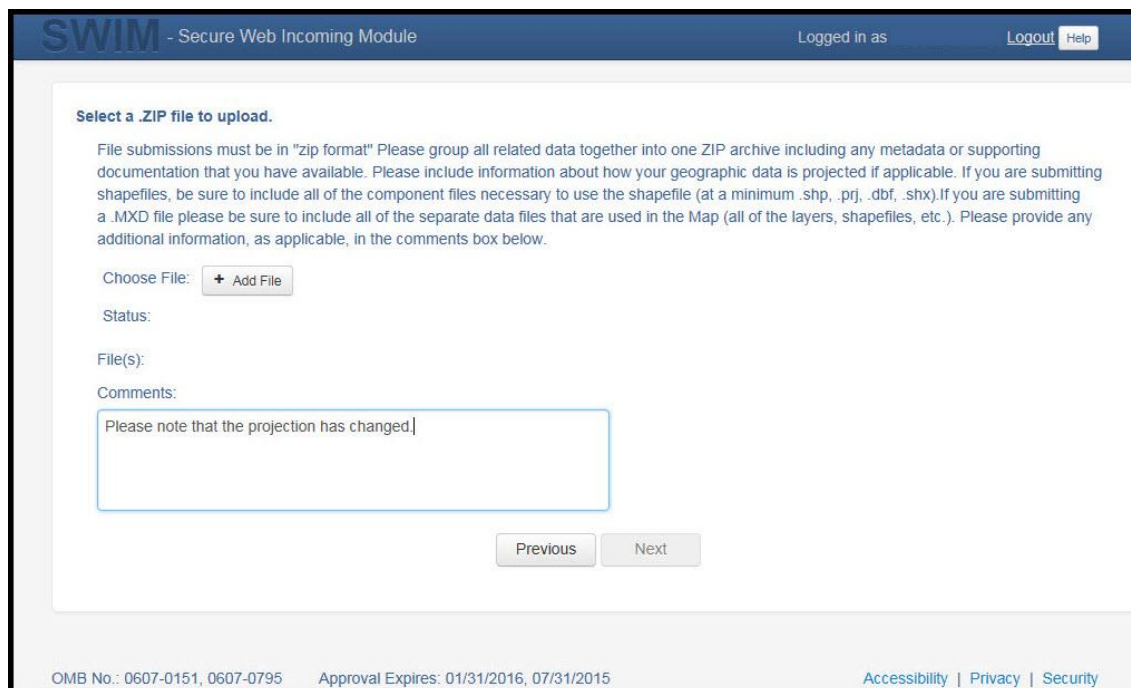 SWIM - Secure Web Incoming Module Logged in as Logout Help
Select a .ZIP file to upload.
File submissions must be in "zip format" Please group all related data together into one ZIP archive including any metadata or supporting
documentation that you have available. Please include information about how your geographic data is projected if applicable. If you are submitting
shapefiles, be sure to include all of the component files necessary to use the shapefile (at a minimum .shp, .prj, .dbf, .shx).If you are submitting
a .MXD file please be sure to include all of the separate data files that are used in the Map (all of the layers, shapefiles, etc.). Please provide any
additional information, as applicable, in the comments box below.
Choose File: + Add File
Status:
File(s):
Comments:
Please note that the projection has changed.
Previous Next
OMB No.: 0607-0151, 0607-0795 Approval Expires: 01/31/2016, 07/31/2015 Accessibility | Privacy | Security